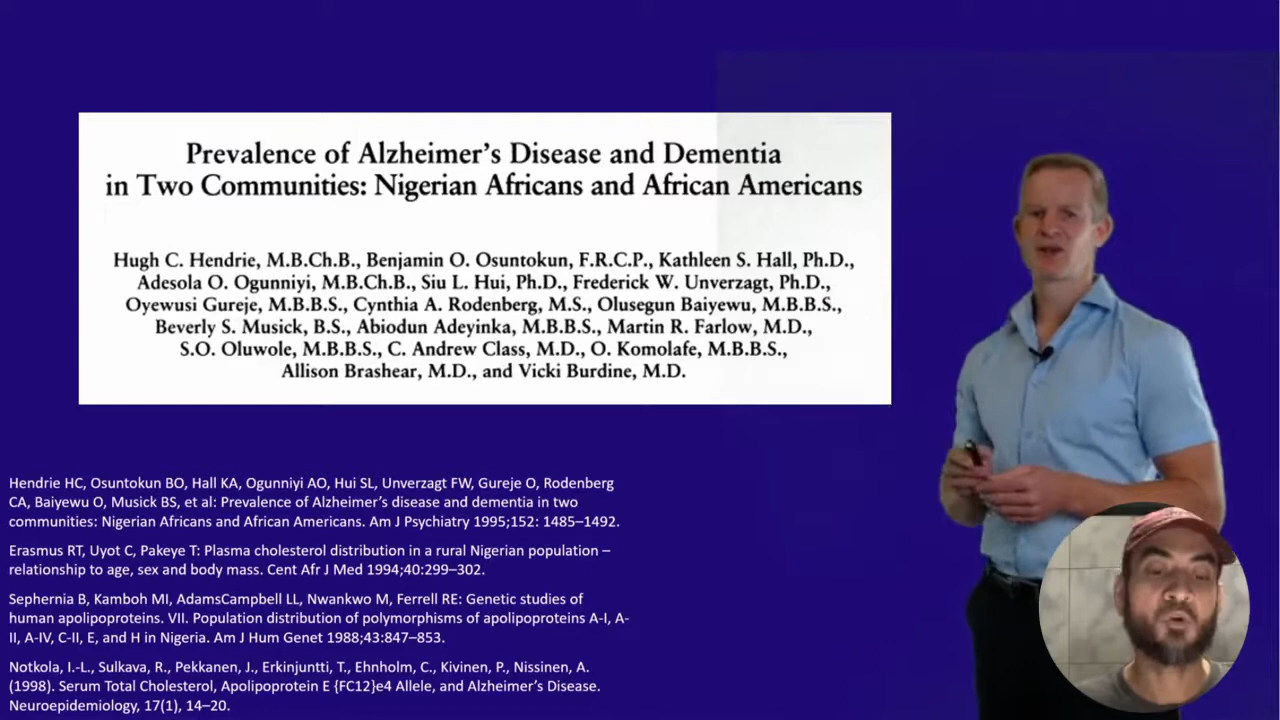 Prevalence of Alzheimer's Disease and Dementia
in Two Communities: Nigerian Africans and African Americans
Hugh C. Hendrie, M.B.Ch.B., Benjamin O. Osuntokun, F.R.C.P., Kathleen S. Hall, Ph.D.,
Adesola O. Ogunniyi, M.B.Ch.B., Siu L. Hui, Ph.D., Frederick W. Unverzagt, Ph.D.,
Oyewusi Gureje, M.B.B.S., Cynthia A. Rodenberg, M.S., Olusegun Baiyewu, M.B.B.S.,
Beverly S. Musick, B.S., Abiodun Adeyinka, M.B.B.S., Martin R. Farlow, M.D.,
S.O. Oluwole, M.B.B.S., C. Andrew Class, M.D., O. Komolafe, M.B.B.S.,
Allison Brashear, M.D., and Vicki Burdine, M.D.
Hendrie HC, Osuntokun BO, Hall KA, Ogunniyi AO, Hui SL, Unverzagt FW, Gureje O, Rodenberg
CA, Baiyewu O, Musick BS, et al: Prevalence of Alzheimer's disease and dementia in two
communities: Nigerian Africans and African Americans. Am J Psychiatry 1995;152: 1485–1492.
Erasmus RT, Uyot C, Pakeye T: Plasma cholesterol distribution in a rural Nigerian population –
relationship to age, sex and body mass. Cent Afr J Med 1994;40:299–302.
Sephernia B, Kamboh MI, AdamsCampbell LL, Nwankwo M, Ferrell RE: Genetic studies of
human apolipoproteins. VII. Population distribution of polymorphisms of apolipoproteins A-I, A-
II, A-IV, C-II, E, and H in Nigeria. Am J Hum Genet 1988;43:847–853.
Notkola, I.-L., Sulkava, R., Pekkanen, J., Erkinjuntti, T., Ehnholm, C., Kivinen, P., Nissinen, A.
(1998). Serum Total Cholesterol, Apolipoprotein E {FC12}e4 Allele, and Alzheimer's Disease.
Neuroepidemiology, 17(1), 14–20.